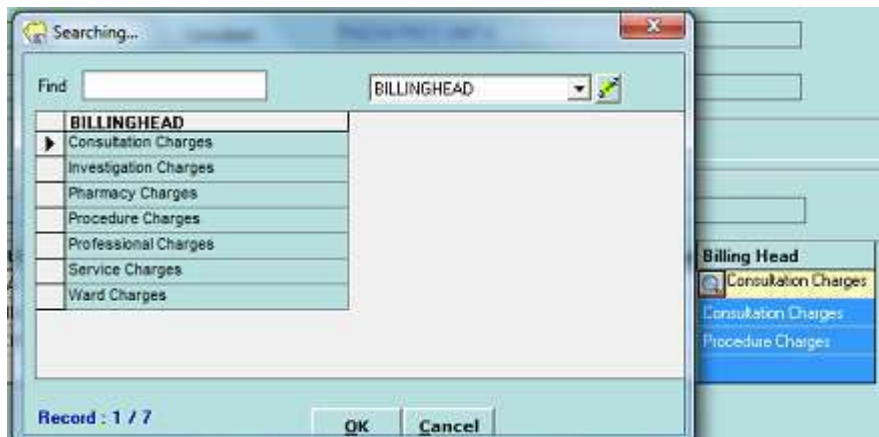 Searching...
Find
BILLINGHEAD
BILLINGHEAD
Consultation Charges
Investigation Charges
Pharmacy Charges
Procedure Charges
Professional Charges
Service Charges
Ward Charges
Record : 1 / 7
OK
Cancel
Billing Head
Consultation Charges
Consultation Charges
Procedure Charges